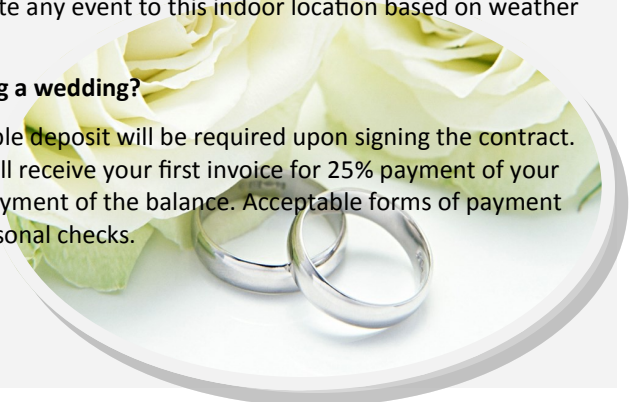 te any event to this indoor location based on weather
g a wedding?
ble deposit will be required upon signing the contract.
ll receive your first invoice for 25% payment of your
yment of the balance. Acceptable forms of payment
sonal checks.